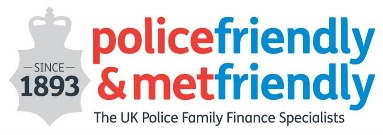 SINCE
1893
policefriendly
& metfriendly
The UK Police Family Finance Specialists